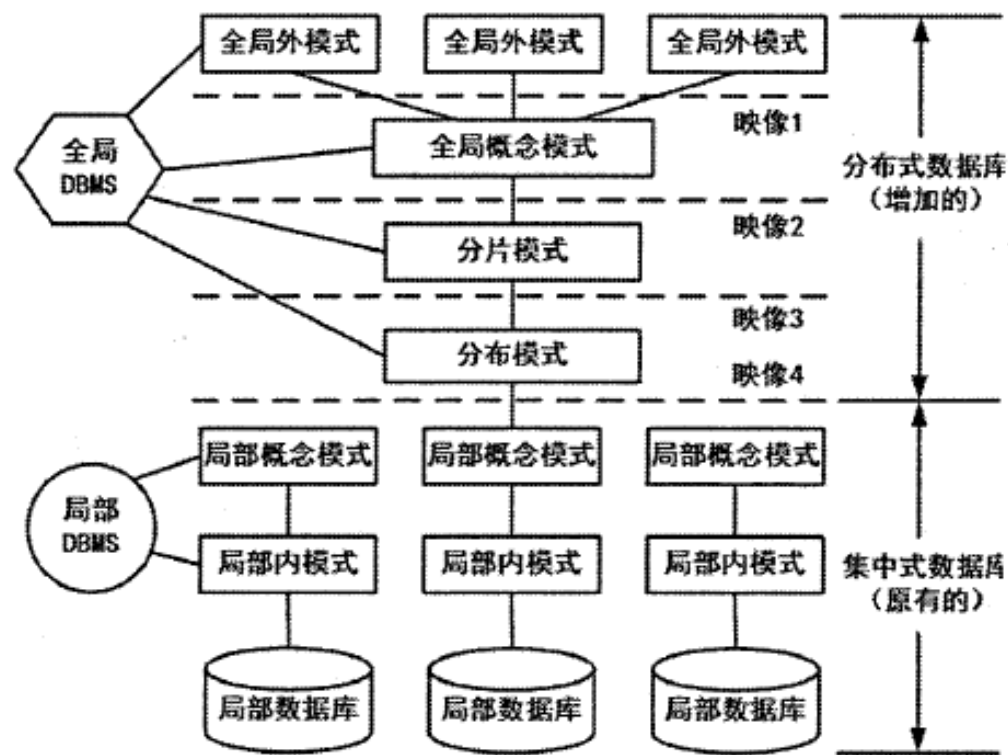 全局外模式 全局外模式 全局外模式
映像1
全局
DBMS
全局概念模式
分布式数据库
（增加的）
映像2
分片模式
映像3
分布模式
映像4
局部概念模式 局部概念模式 局部概念模式
局部
DBMS
局部内模式 局部内模式 局部内模式
集中式数据库
（原有的）
局部数据库 局部数据库 局部数据库